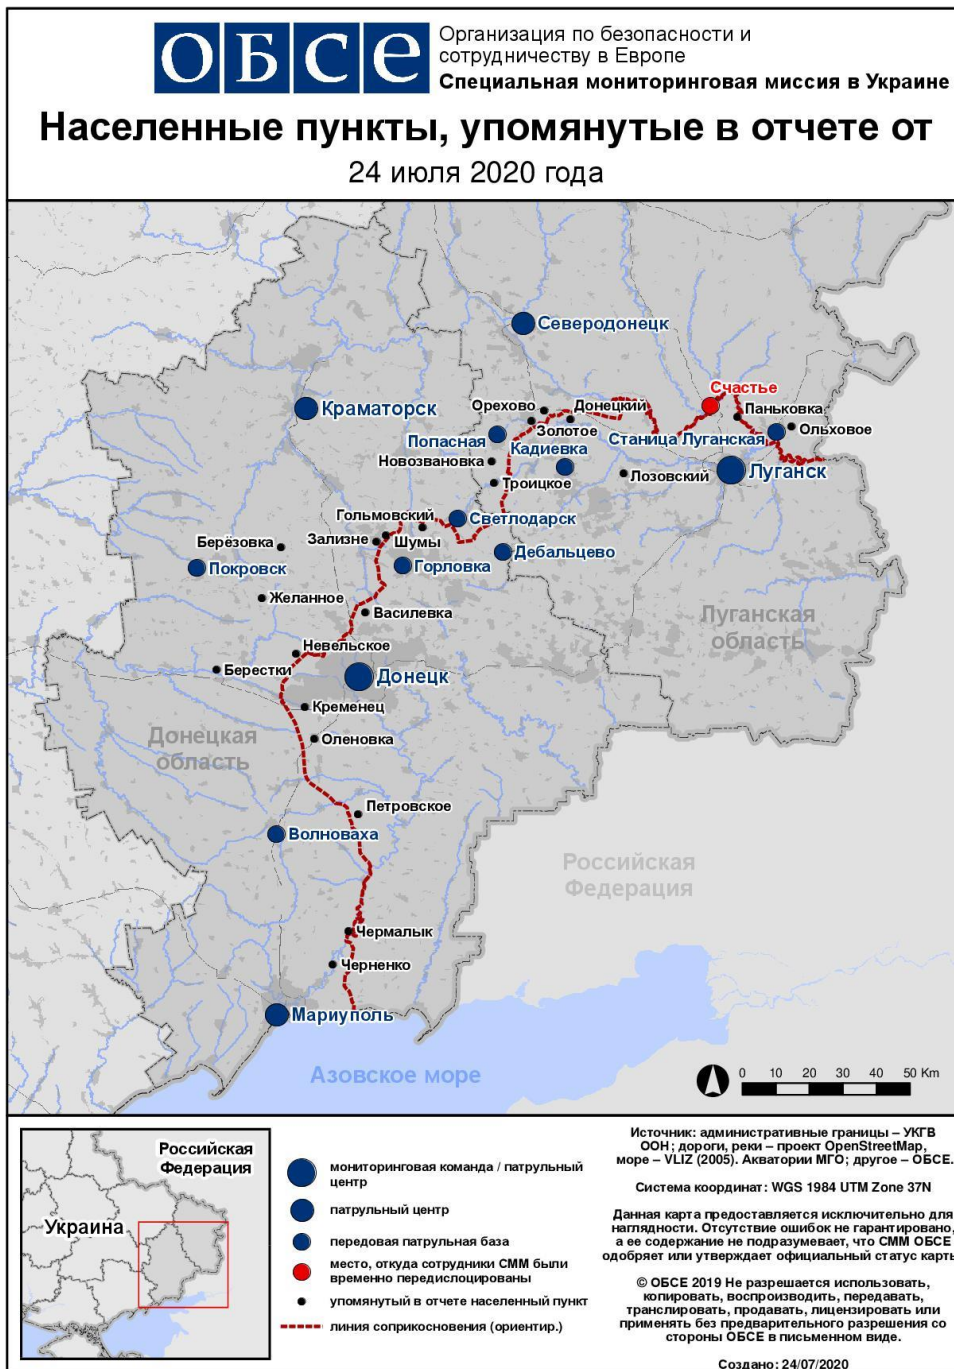 ОБСЕ
Организация по безопасности и
сотрудничеству в Европе
Специальная мониторинговая миссия в Украине
Населенные пункты, упомянутые в отчете от
24 июля 2020 года
Северодонецк
Счастье
Краматорск
Орехово
Донецкий
Паньковка
Попасная
Золотое
Станица Луганская
Ольховое
Кадиевка
Новозвановка
Троицкое
Лозовский
Луганск
Гольмовский
Светлодарск
Зализне
Шумы
Берёзовка
Дебальцево
Покровск
Горловка
Желанное
Василевка
Луганская
область
Невельское
Берестки
Донецк
Кременец
Донецкая
область
Оленовка
Петровское
Волноваха
Российская
Федерация
Чермалык
Черненко
Мариуполь
Азовское море
0 10 20 30 40 50 Km
Российская
Федерация
Украина
мониторинговая команда / патрульный
центр
патрульный центр
передовая патрульная база
место, откуда сотрудники СММ были
временно передислоцированы
упомянутый в отчете населенный пункт
линия соприкосновения (ориентир.)
Источник: административные границы – УКГВ
ООН; дороги, реки – проект OpenStreetMap,
море – VLIZ (2005). Акватории МГО; другое – ОБСЕ.
Система координат: WGS 1984 UTM Zone 37N
Данная карта предоставляется исключительно для
наглядности. Отсутствие ошибок не гарантировано,
а ее содержание не подразумевает, что СММ ОБСЕ
одобряет или утверждает официальный статус карты
© ОБСЕ 2019 Не разрешается использовать,
копировать, воспроизводить, передавать,
транслировать, продавать, лицензировать или
применять без предварительного разрешения со
стороны ОБСЕ в письменном виде.
Создано: 24/07/2020